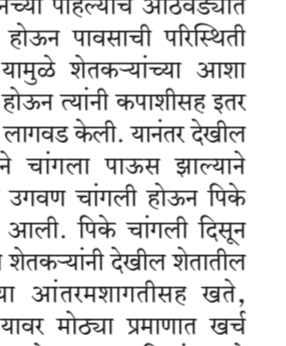 पहिल्याच आठवड्यात
होऊन पावसाची परिस्थिती
यामुळे शेतकऱ्यांच्या आशा
होऊन त्यांनी कपाशीसह इतर
लागवड केली. यानंतर देखील
ने चांगला पाऊस झाल्याने
उगवण चांगली होऊन पिके
आली. पिके चांगली दिसून
शेतकऱ्यांनी देखील शेतातील
या आंतरमशागतीसह खते,
यावर मोठ्या प्रमाणात खर्च